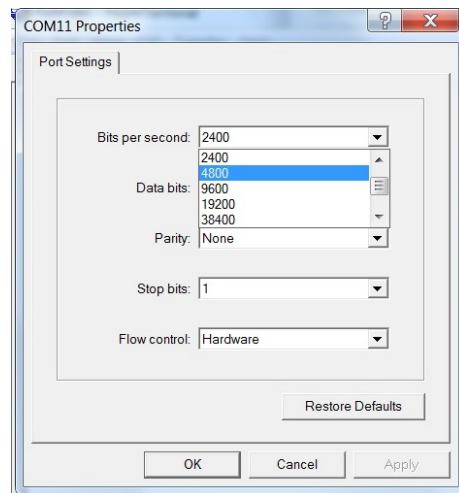 COM11 Properties
Port Settings
Bits per second: 2400
2400
4800
Data bits: 9600
19200
38400
Parity: None
Stop bits: 1
Flow control: Hardware
Restore Defaults
OK Cancel Apply